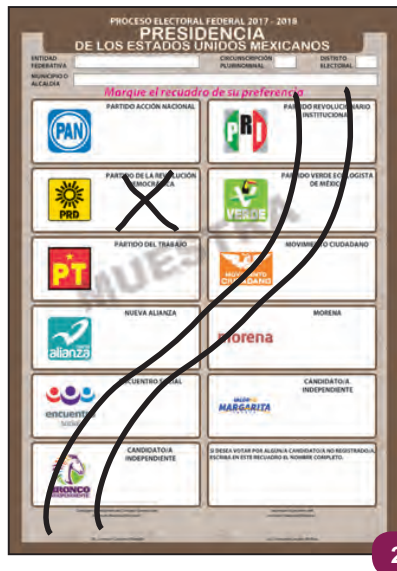 PROCESO ELECTORAL FEDERAL 2017 - 2018
PRESIDENCIA
DE LOS ESTADOS UNIDOS MEXICANOS
ENTIDAD
FEDERATIVA
CIRCUNSCRIPCIÓN
PLURINOMINAL
DISTRITO
ELECTORAL
MUNICIPIO O
ALCALDÍA
Marque el recuadro de su preferencia
PARTIDO ACCIÓN NACIONAL
PAN
PARTIDO REVOLUCIONARIO
INSTITUCIONAL
PRI
PARTIDO DE LA REVOLUCIÓN
DEMOCRÁTICA
PRD
PARTIDO VERDE ECOLOGISTA
DE MÉXICO
VERDE
PARTIDO DEL TRABAJO
PT
MOVIMIENTO CIUDADANO
MOVIMIENTO
CIUDADANO
MUESTRA
NUEVA ALIANZA
alianza
MORENA
morena
ENCUENTRO SOCIAL
encuentro
social
CANDIDATO/A
INDEPENDIENTE
MARGARITA
CANDIDATO/A
INDEPENDIENTE
BRONCO
INDEPENDIENTE
SI DESEA VOTAR POR ALGÚN/A CANDIDATO/A NO REGISTRADO/A,
ESCRIBA EN ESTE RECUADRO EL NOMBRE COMPLETO.
2